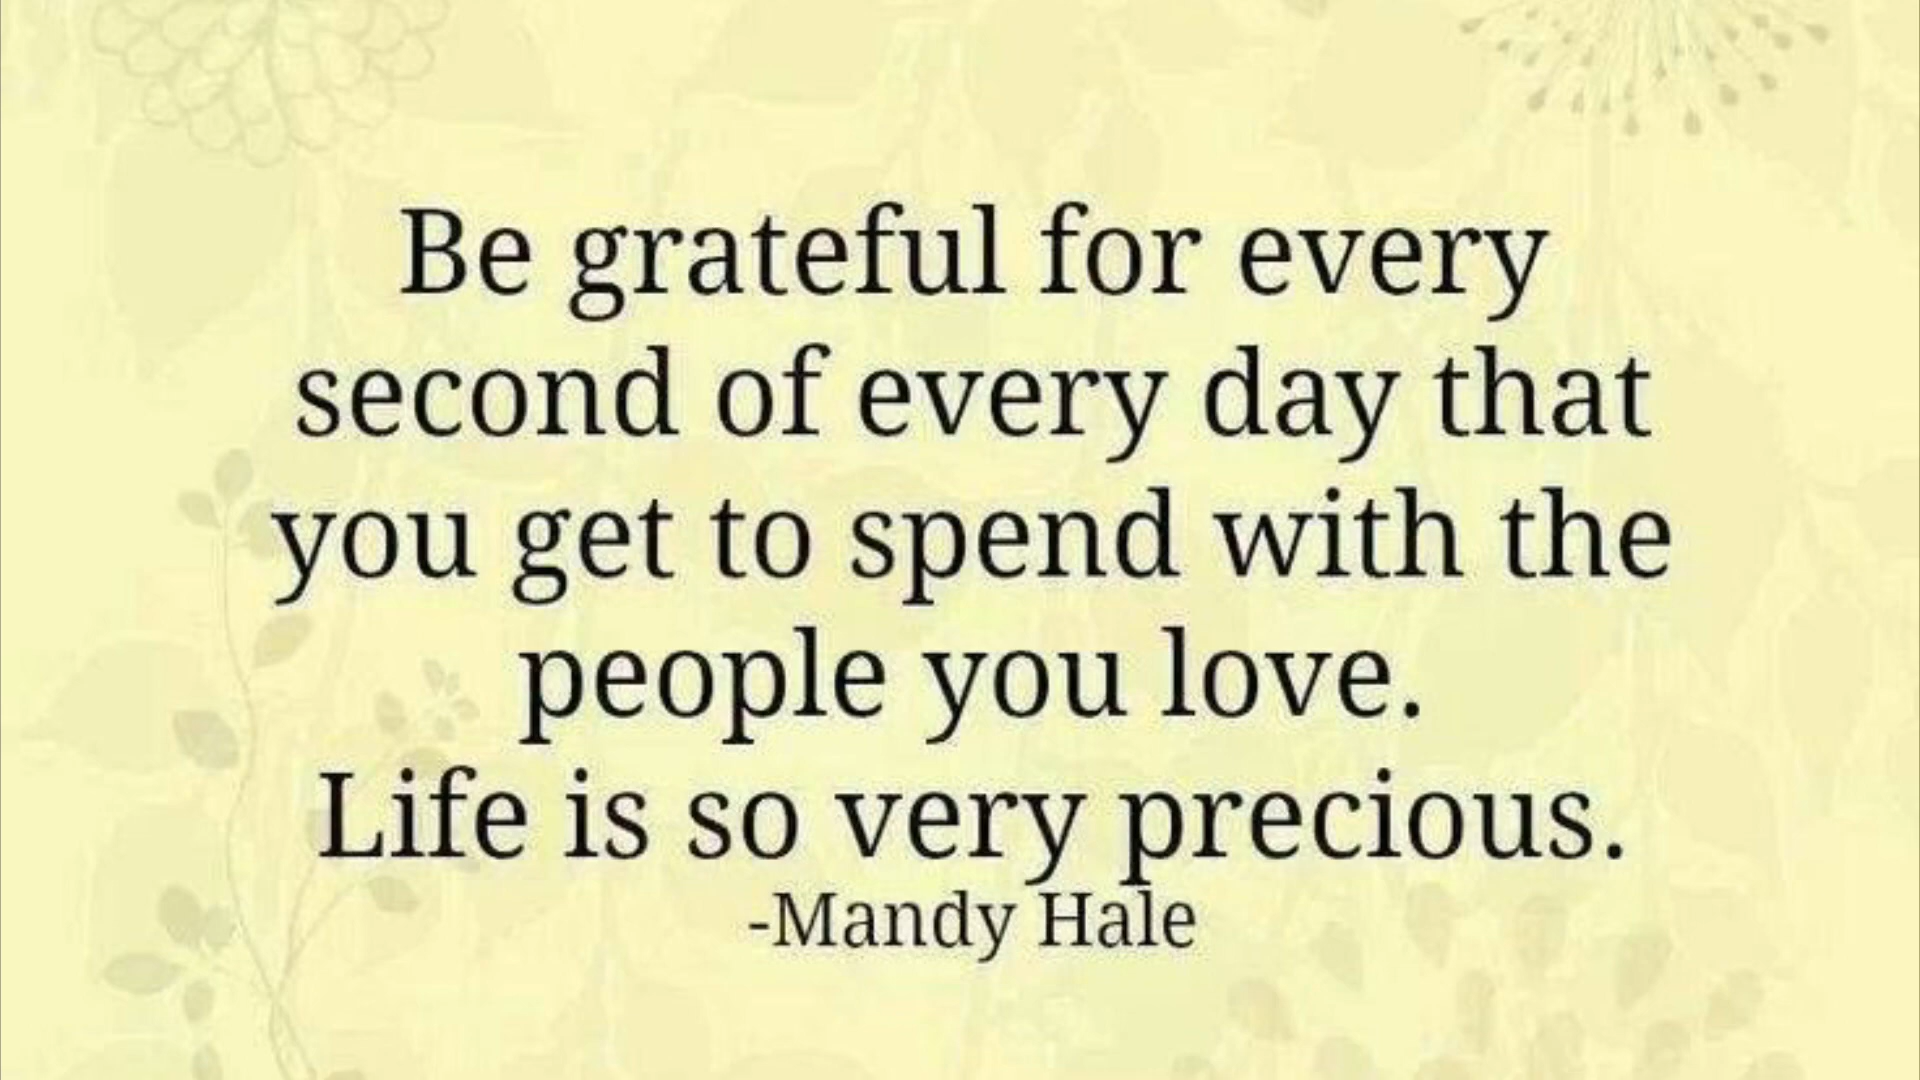 Be grateful for every
second of every day that
you get to spend with the
people you love.
Life is so very precious.
-Mandy Hale